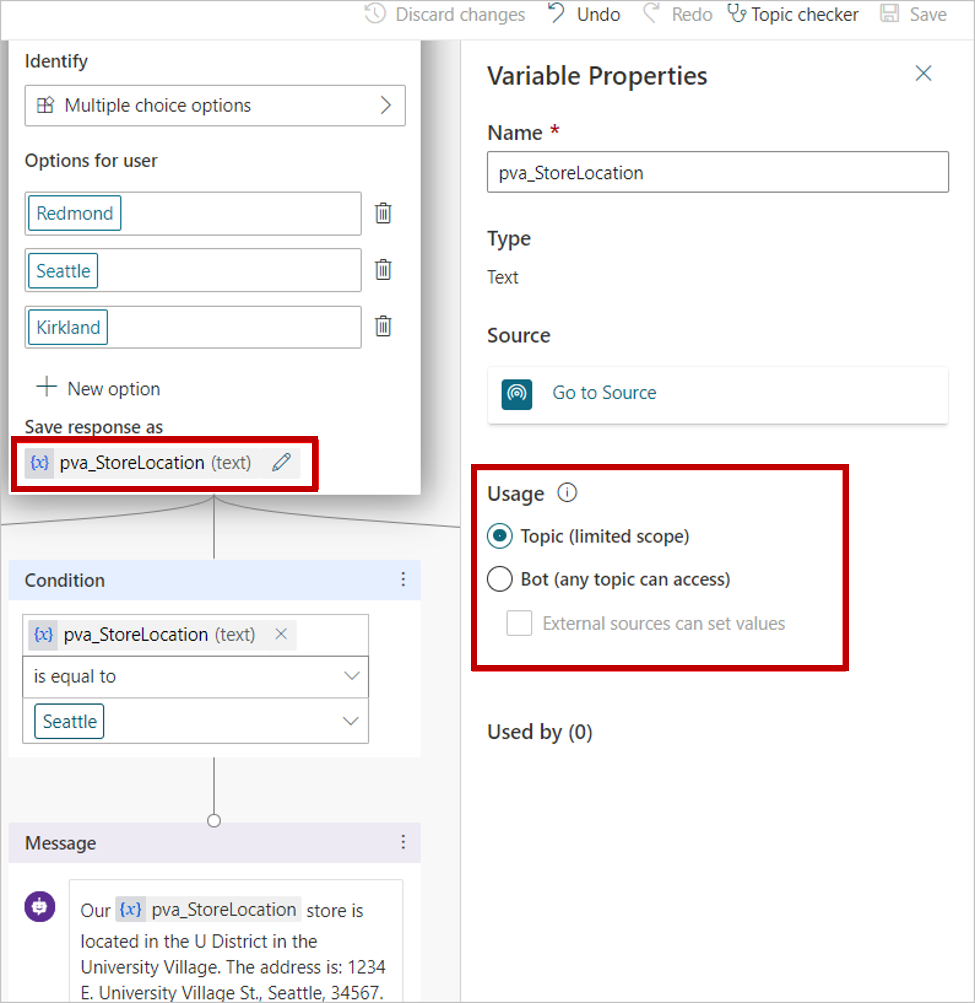 Discard changes
Undo
Redo
Topic checker
Save
Identify
Multiple choice options
Options for user
Redmond
Seattle
Kirkland
New option
Save response as
{x} pva_StoreLocation (text)
Condition
{x} pva_StoreLocation (text)
is equal to
Seattle
Message
Our {x} pva_StoreLocation store is
located in the U District in the
University Village. The address is: 1234
E. University Village St., Seattle, 34567.
Variable Properties
Name *
pva_StoreLocation
Type
Text
Source
Go to Source
Usage
Topic (limited scope)
Bot (any topic can access)
External sources can set values
Used by (0)